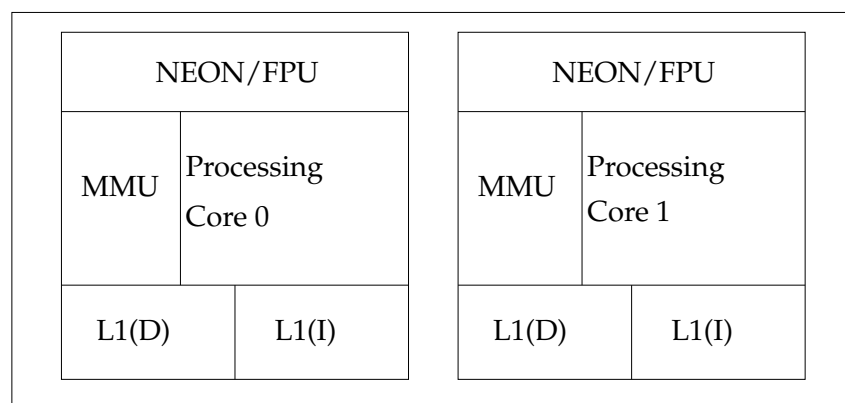 NEON/FPU
MMU
Processing
Core 0
L1(D)
L1(I)
NEON/FPU
MMU
Processing
Core 1
L1(D)
L1(I)